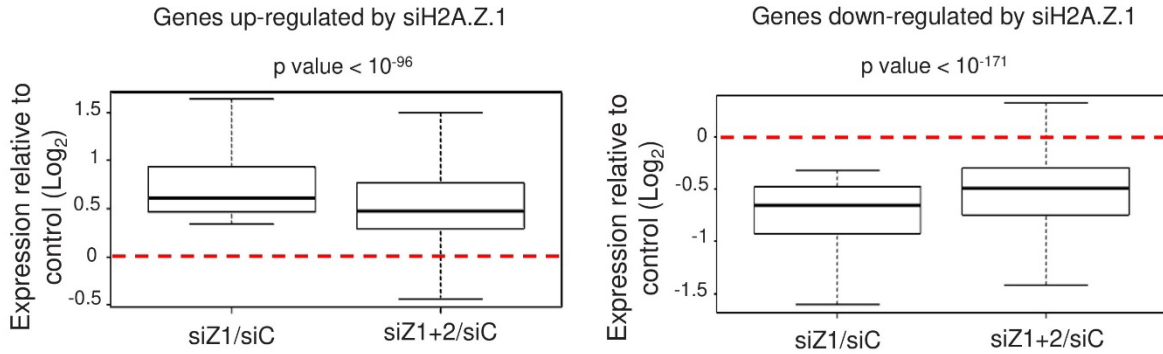 Genes up-regulated by siH2A.Z.1
p value < 10⁻⁹⁶
Expression relative to
control (Log₂)
1.5
1
0.5
0
-0.5
siZ1/siC
siZ1+2/siC
Genes down-regulated by siH2A.Z.1
p value < 10⁻¹⁷¹
Expression relative to
control (Log₂)
0
-0.5
-1
-1.5
siZ1/siC
siZ1+2/siC